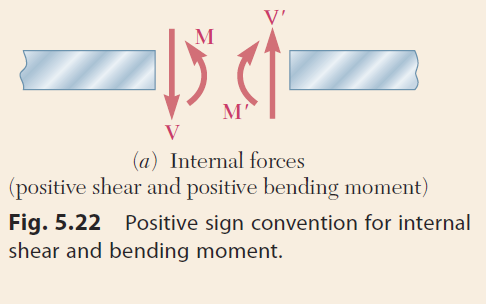 V′
M
M′
V
(a) Internal forces
(positive shear and positive bending moment)
Fig. 5.22 Positive sign convention for internal
shear and bending moment.